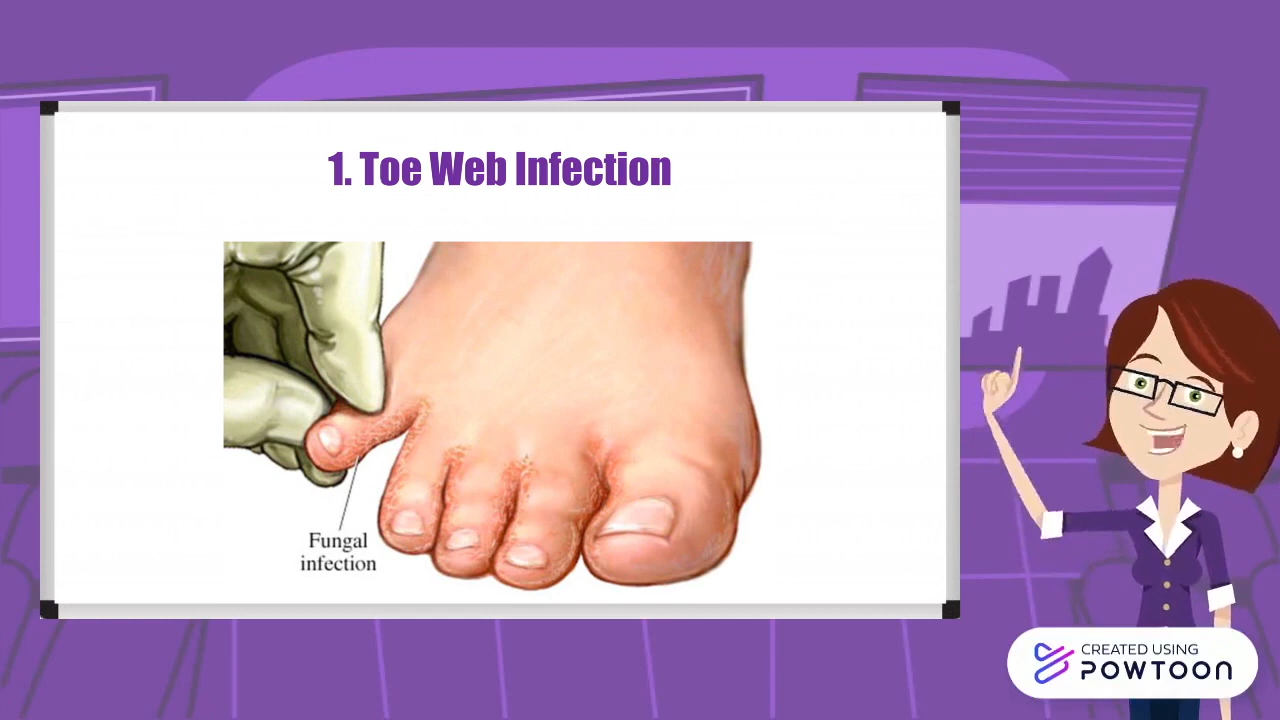 1. Toe Web Infection
Fungal
infection
CREATED USING
POWTOON